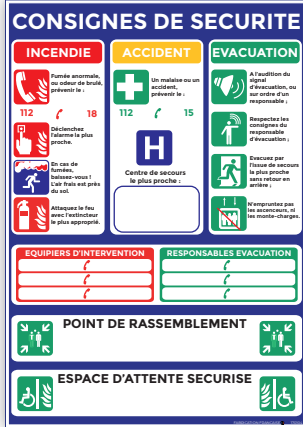 CONSIGNES DE SECURITE
INCENDIE
Fumée anormale,
ou odeur de brulé,
prévenir le :
112
18
Déclenchez
l'alarme la plus
proche.
En cas de
fumées,
baissez-vous !
L'air frais est près
du sol.
Attaquez le feu
avec l'extincteur
le plus approprié.
ACCIDENT
Un malaise ou un
accident,
prévenir le :
112
15
H
Centre de secours
le plus proche :
EVACUATION
A l'audition du
signal
d'évacuation, ou
sur ordre d'un
responsable ;
Respectez les
consignes du
responsable
d'évacuation ;
Evacuez par
l'issue de secours
la plus proche
sans retour en
arrière ;
N'empruntez pas
les ascenceurs, ni
les monte-charges.
EQUIPIERS D'INTERVENTION
RESPONSABLES EVACUATION
POINT DE RASSEMBLEMENT
ESPACE D'ATTENTE SECURISE
FABRICATION FRANCAISE